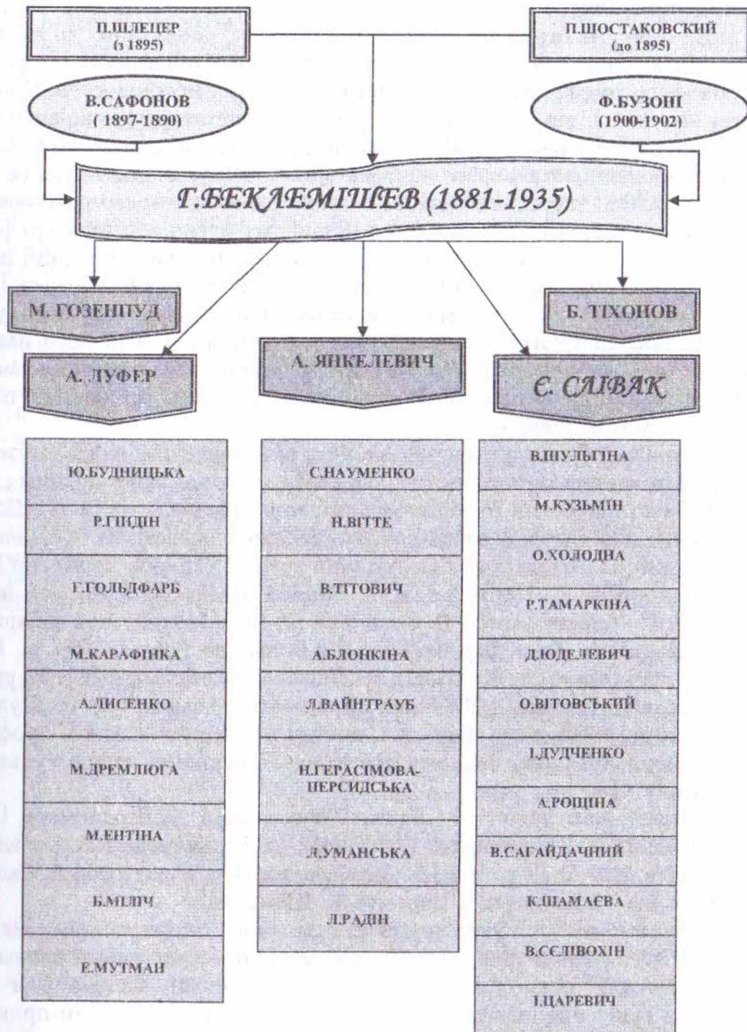 П.ШЛЕЦЕР
(з 1895)
П.ШОСТАКОВСКИЙ
(до 1895)
В.САФОНОВ
(1897-1890)
Ф.БУЗОНІ
(1900-1902)
Г.БЕКЛЕМІШЕВ (1881-1935)
М. ГОЗЕНПУД
Б. ТІХОНОВ
А. ЛУФЕР
А. ЯНКЕЛЕВИЧ
Є. СЛІВАК
Ю.БУДНИЦЬКА
Р.ГІНДІН
Г.ГОЛЬДФАРБ
М.КАРАФІНКА
А.ЛИСЕНКО
М.ДРЕМЛЮГА
М.ЕНТІНА
Б.МІЛІЧ
Е.МУТМАН
С.НАУМЕНКО
Н.ВІТТЕ
В.ТІТОВИЧ
А.БЛОНКІНА
Л.ВАЙНТРАУБ
Н.ГЕРАСІМОВА-
ПЕРСИДСЬКА
Л.УМАНСЬКА
Л.РАДІН
В.ШУЛЬГІНА
М.КУЗЬМІН
О.ХОЛОДНА
Р.ТАМАРКІНА
Д.ЮДЕЛЕВИЧ
О.ВІТОВСЬКИЙ
І.ДУДЧЕНКО
А.РОЩІНА
В.САГАЙДАЧНИЙ
К.ШАМАЄВА
В.СЄЛІВОХІН
І.ЦАРЕВИЧ